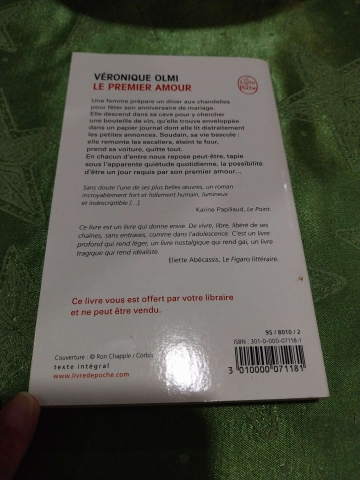 VÉRONIQUE OLMI
LE PREMIER AMOUR
Le Livre
de Poche
Une femme prépare un dîner aux chandelles
pour fêter son anniversaire de mariage.
Elle descend dans sa cave pour y chercher
une bouteille de vin, qu'elle trouve enveloppée
dans un papier journal dont elle lit distraitement
les petites annonces. Soudain, sa vie bascule :
elle remonte les escaliers, éteint le four,
prend sa voiture, quitte tout.
En chacun d'entre nous repose peut-être, tapie
sous l'apparente quiétude quotidienne, la possibilité
d'être un jour requis par son premier amour...
Sans doute l'une de ses plus belles œuvres, un roman
incroyablement fort et follement humain, lumineux
et indescriptible [...]
Karine Papillaud, Le Point.
Ce livre est un livre qui donne envie. De vivre, libre, libéré de ses
chaînes, sans entraves, comme dans l'adolescence. C'est un livre
profond qui rend léger, un livre nostalgique qui rend gai, un livre
tragique qui rend idéaliste.
Eliette Abécassis, Le Figaro littéraire.
Ce livre vous est offert par votre libraire
et ne peut être vendu.
95 / 8010 / 2
ISBN : 301-0-000-07118-1
3 010000 071181
Couverture : © Ron Chapple / Corbis
texte intégral
www.livredepoche.com